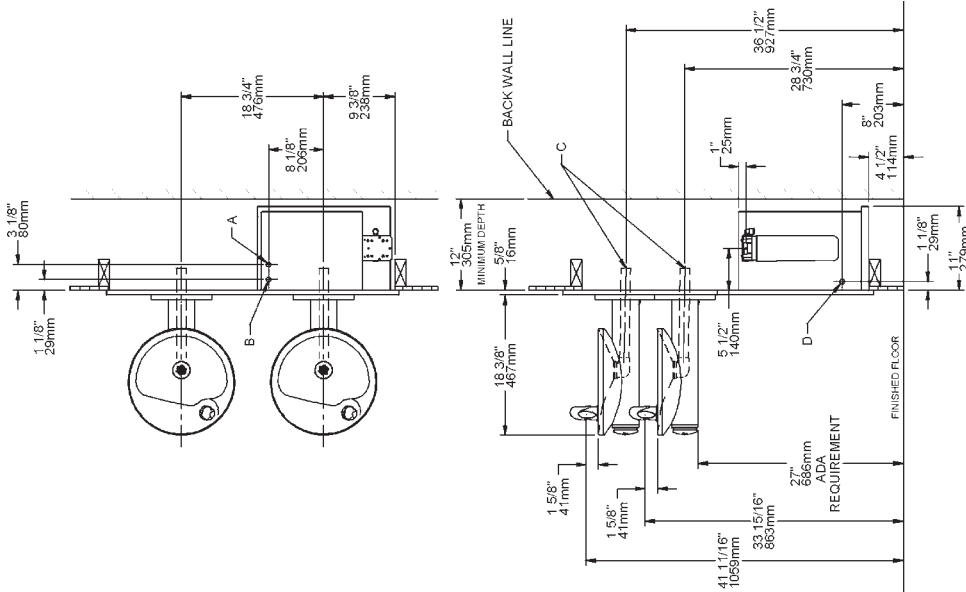 18 3/4"
476mm
9 3/8"
238mm
8 1/8"
206mm
3 1/8"
80mm
A
B
1 1/8"
29mm
BACK WALL LINE
36 1/2"
927mm
28 3/4"
730mm
C
1"
25mm
8"
203mm
4 1/2"
114mm
12"
305mm
MINIMUM DEPTH
5/8"
16mm
18 3/8"
467mm
5 1/2"
140mm
D
1 1/8"
29mm
11"
279mm
FINISHED FLOOR
1 5/8"
41mm
1 5/8"
41mm
27"
686mm
ADA
REQUIREMENT
33 15/16"
863mm
41 11/16"
1059mm